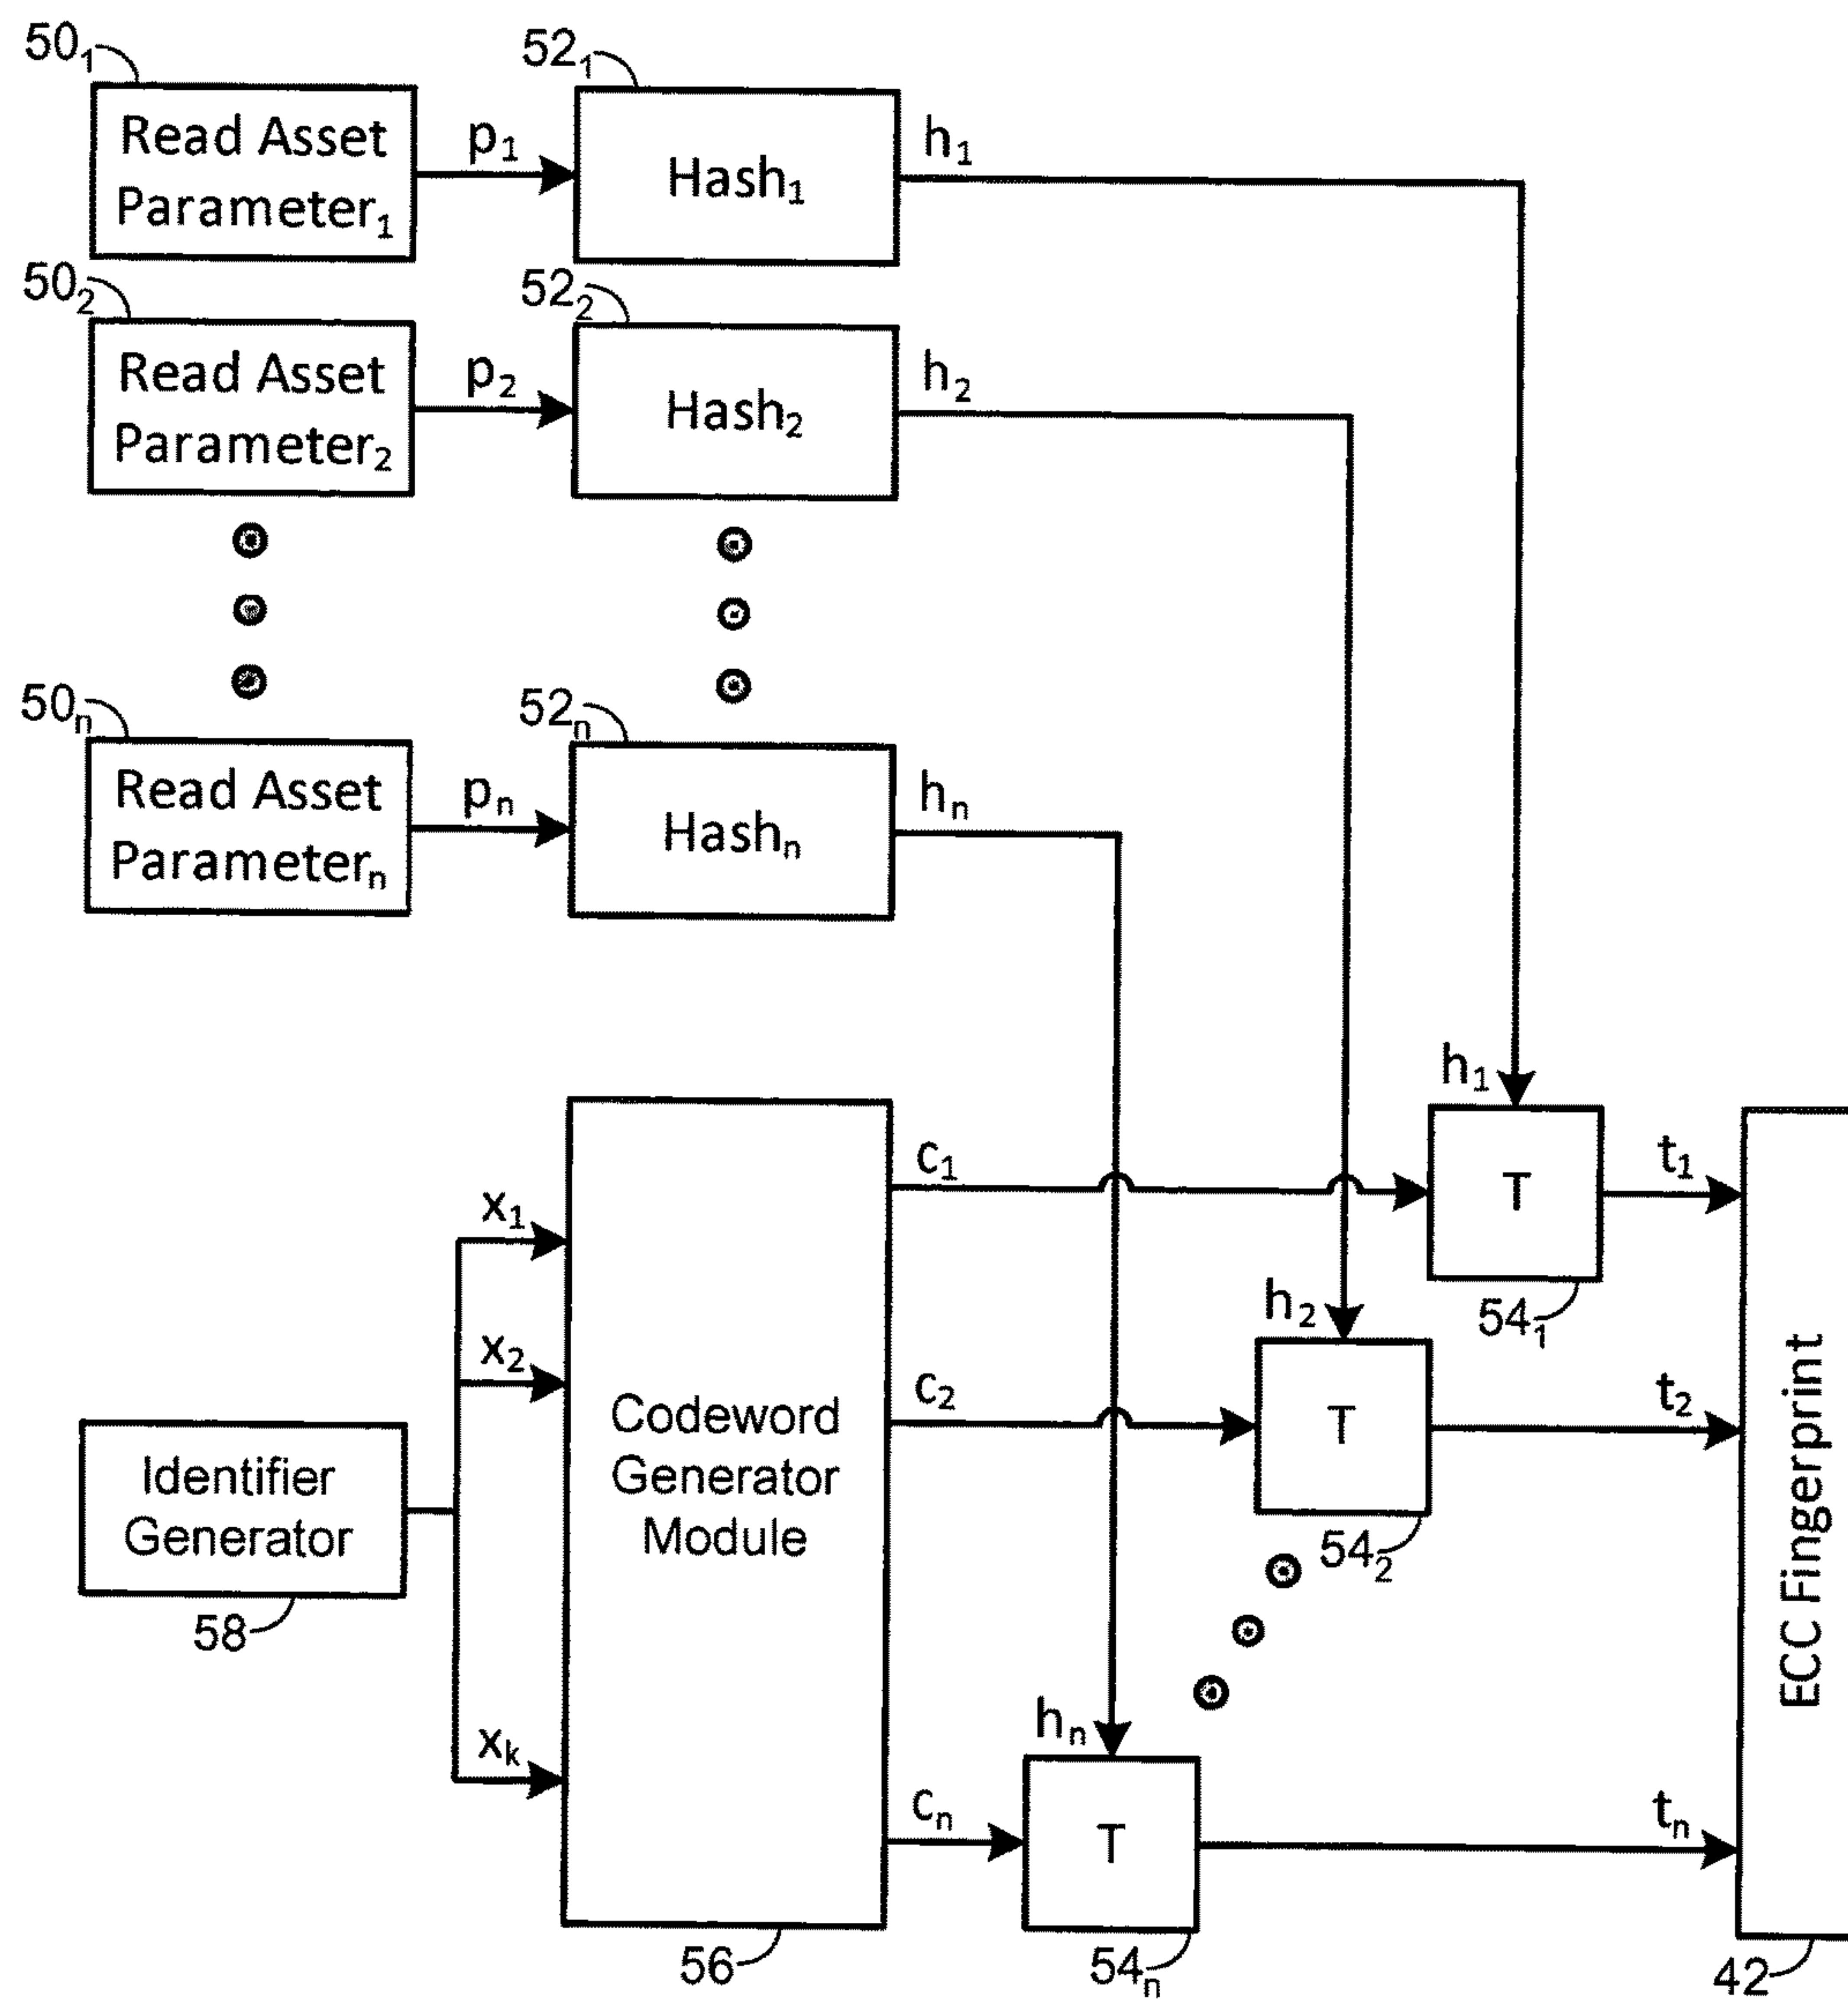 50₁
52₁
Read Asset
Parameter₁
p₁
Hash₁
h₁
50₂
52₂
Read Asset
Parameter₂
p₂
Hash₂
h₂
50ₙ
52ₙ
Read Asset
Parameterₙ
pₙ
Hashₙ
hₙ
h₁
c₁
T
t₁
x₁
54₁
h₂
x₂
c₂
T
t₂
54₂
Identifier
Generator
58
Codeword
Generator
Module
ECC Fingerprint
xₖ
hₙ
cₙ
T
tₙ
56
54ₙ
42